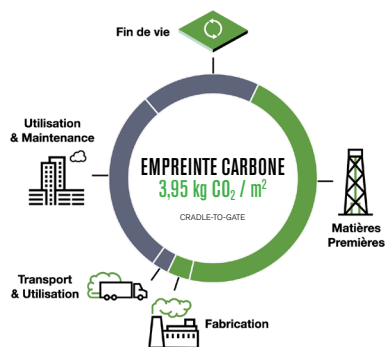 Fin de vie
Utilisation
& Maintenance
EMPREINTE CARBONE
3,95 kg CO₂ / m²
CRADLE-TO-GATE
Matières
Premières
Transport
& Utilisation
Fabrication